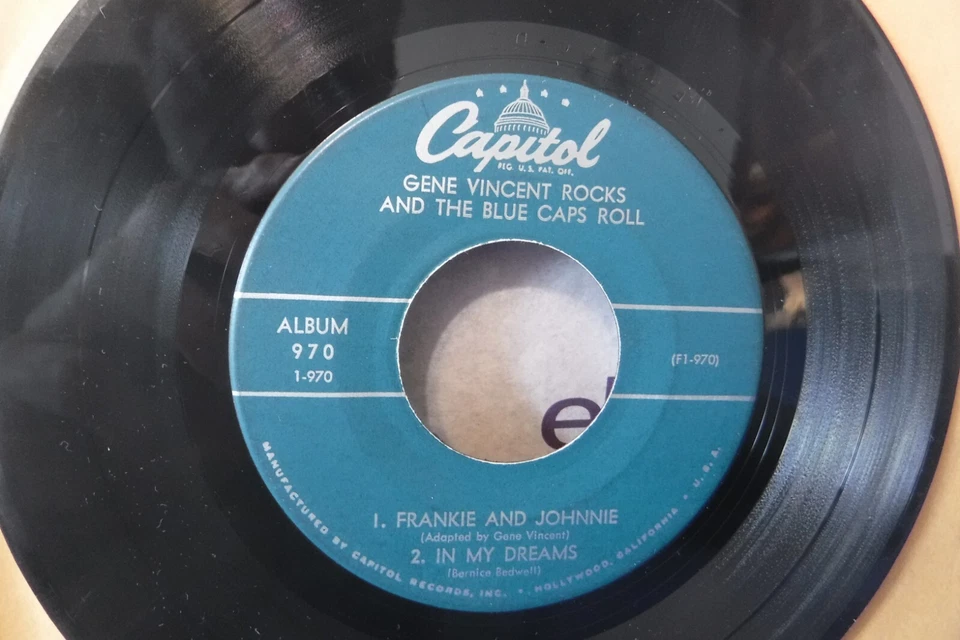 Capitol
REG. U.S. PAT. OFF.
GENE VINCENT ROCKS
AND THE BLUE CAPS ROLL
ALBUM
970
1-970
(F1-970)
e
1. FRANKIE AND JOHNNIE
(Adapted by Gene Vincent)
2. IN MY DREAMS
(Bernice Bedwell)
MANUFACTURED BY CAPITOL RECORDS, INC. • HOLLYWOOD, CALIFORNIA • U.S.A.